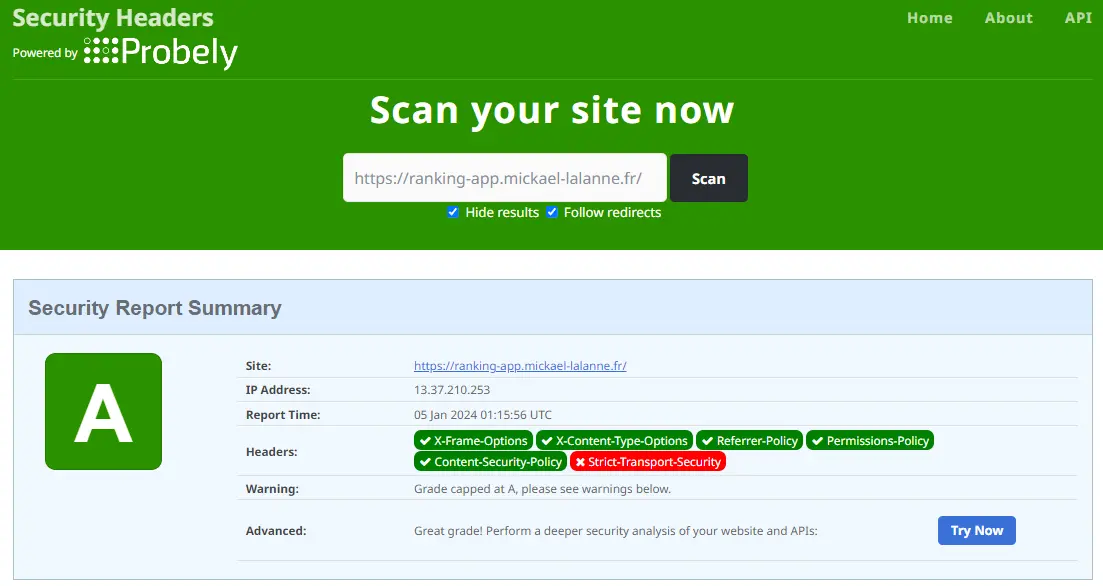 Security Headers
Home About API
Powered by Probely
Scan your site now
https://ranking-app.mickael-lalanne.fr/ Scan
Hide results Follow redirects
Security Report Summary
A
Site: https://ranking-app.mickael-lalanne.fr/
IP Address: 13.37.210.253
Report Time: 05 Jan 2024 01:15:56 UTC
Headers: ✔ X-Frame-Options ✔ X-Content-Type-Options ✔ Referrer-Policy ✔ Permissions-Policy
✔ Content-Security-Policy ✖ Strict-Transport-Security
Warning: Grade capped at A, please see warnings below.
Advanced: Great grade! Perform a deeper security analysis of your website and APIs: Try Now